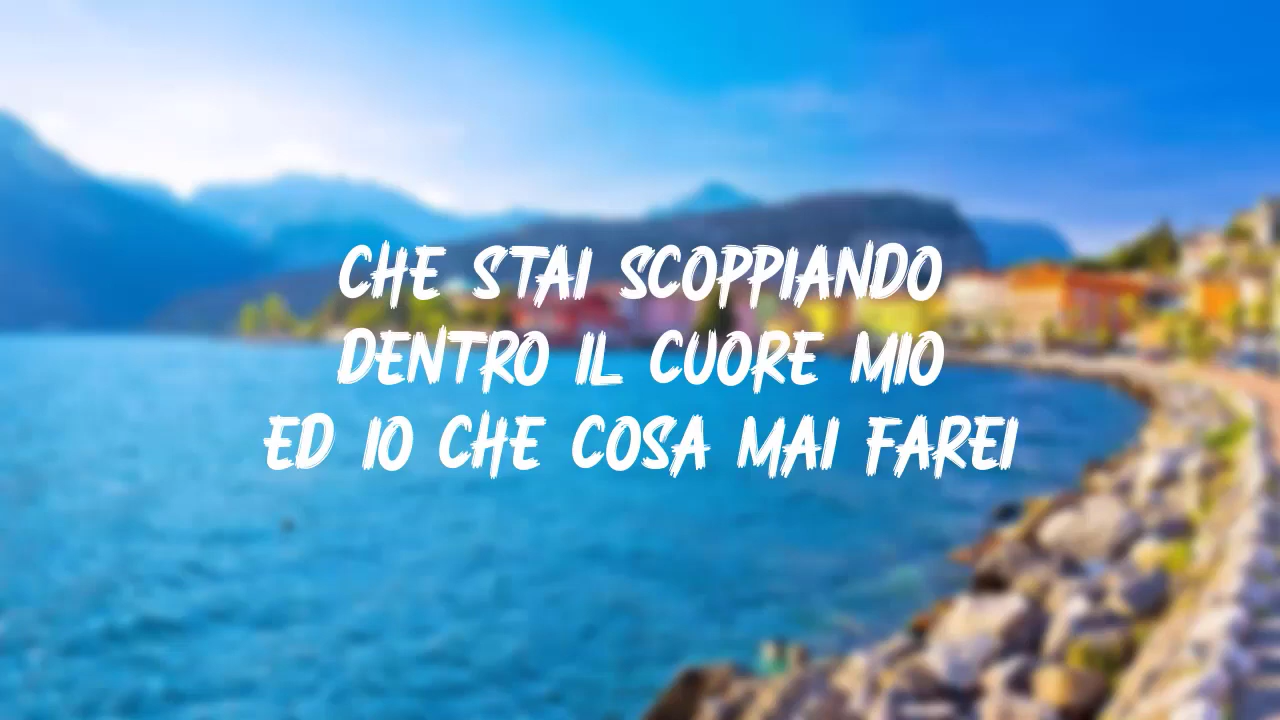 CHE STAI SCOPPIANDO
DENTRO IL CUORE MIO
ED IO CHE COSA MAI FAREI